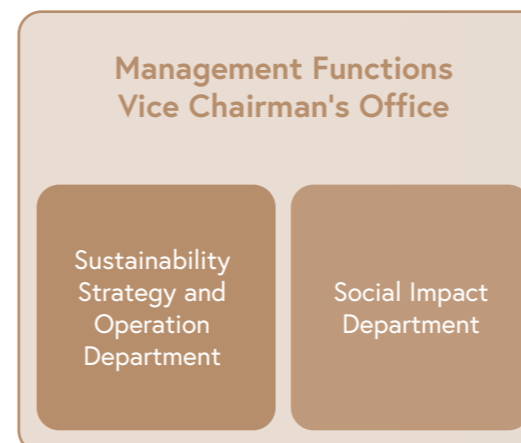 Management Functions
Vice Chairman's Office
Sustainability
Strategy and
Operation
Department
Social Impact
Department